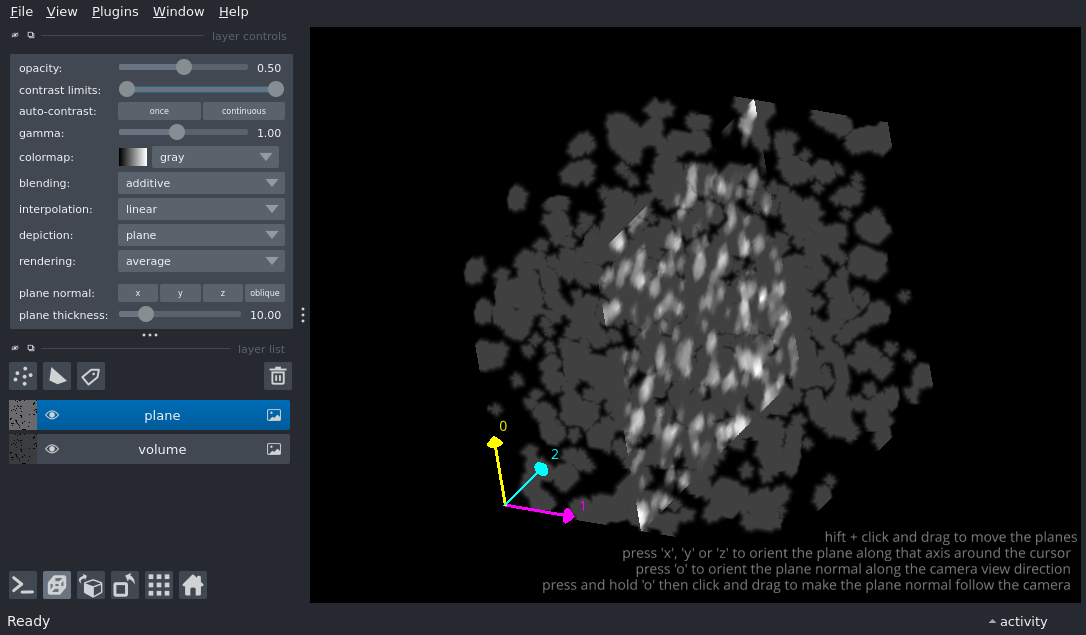 File View Plugins Window Help
layer controls
opacity: 0.50
contrast limits:
auto-contrast: once continuous
gamma: 1.00
colormap: gray
blending: additive
interpolation: linear
depiction: plane
rendering: average
plane normal: x y z oblique
plane thickness: 10.00
layer list
plane
volume
0
2
1
hift + click and drag to move the planes
press 'x', 'y' or 'z' to orient the plane along that axis around the cursor
press 'o' to orient the plane normal along the camera view direction
press and hold 'o' then click and drag to make the plane normal follow the camera
Ready
activity